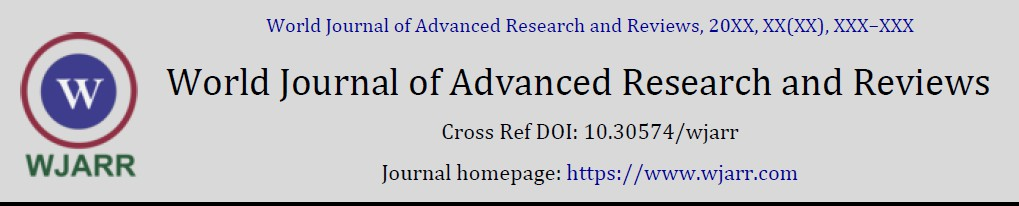 World Journal of Advanced Research and Reviews, 20XX, XX(XX), XXX–XXX
W
WJARR
World Journal of Advanced Research and Reviews
Cross Ref DOI: 10.30574/wjarr
Journal homepage: https://www.wjarr.com